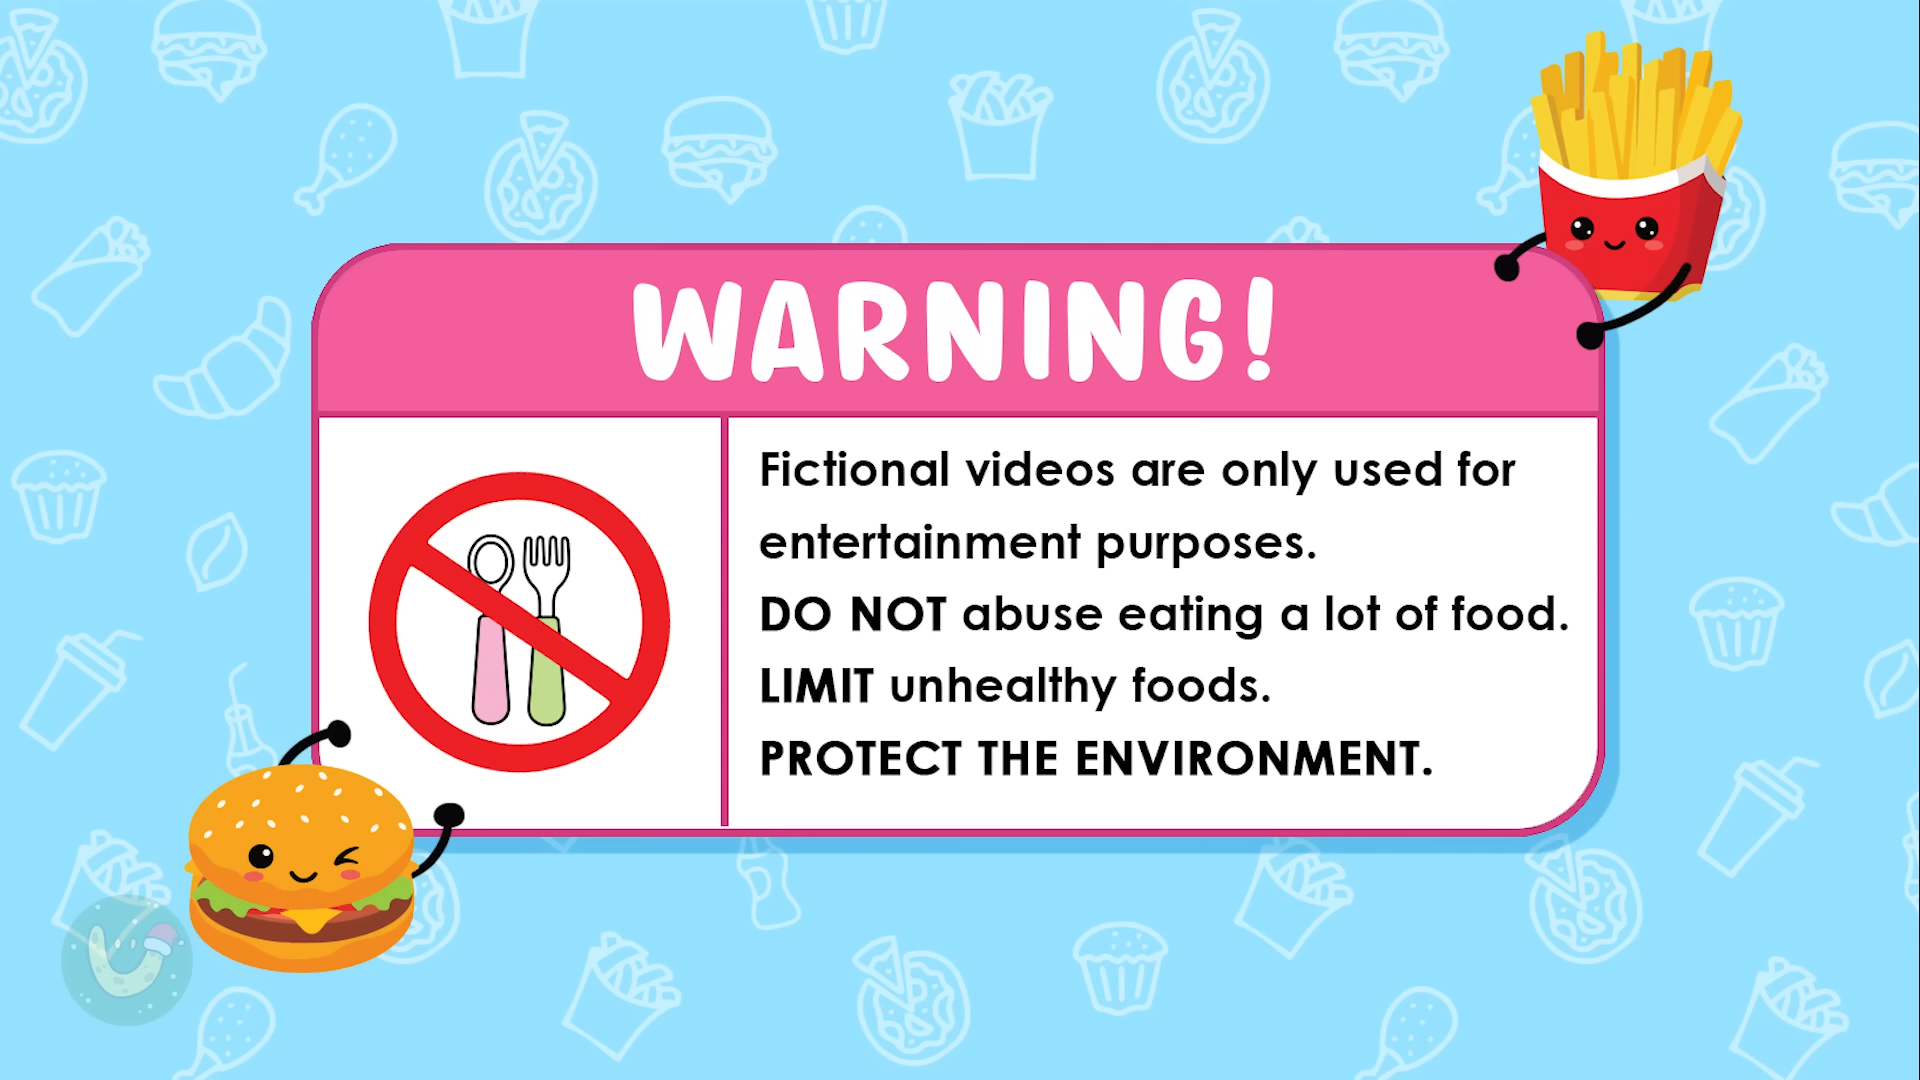 WARNING!
Fictional videos are only used for
entertainment purposes.
DO NOT abuse eating a lot of food.
LIMIT unhealthy foods.
PROTECT THE ENVIRONMENT.